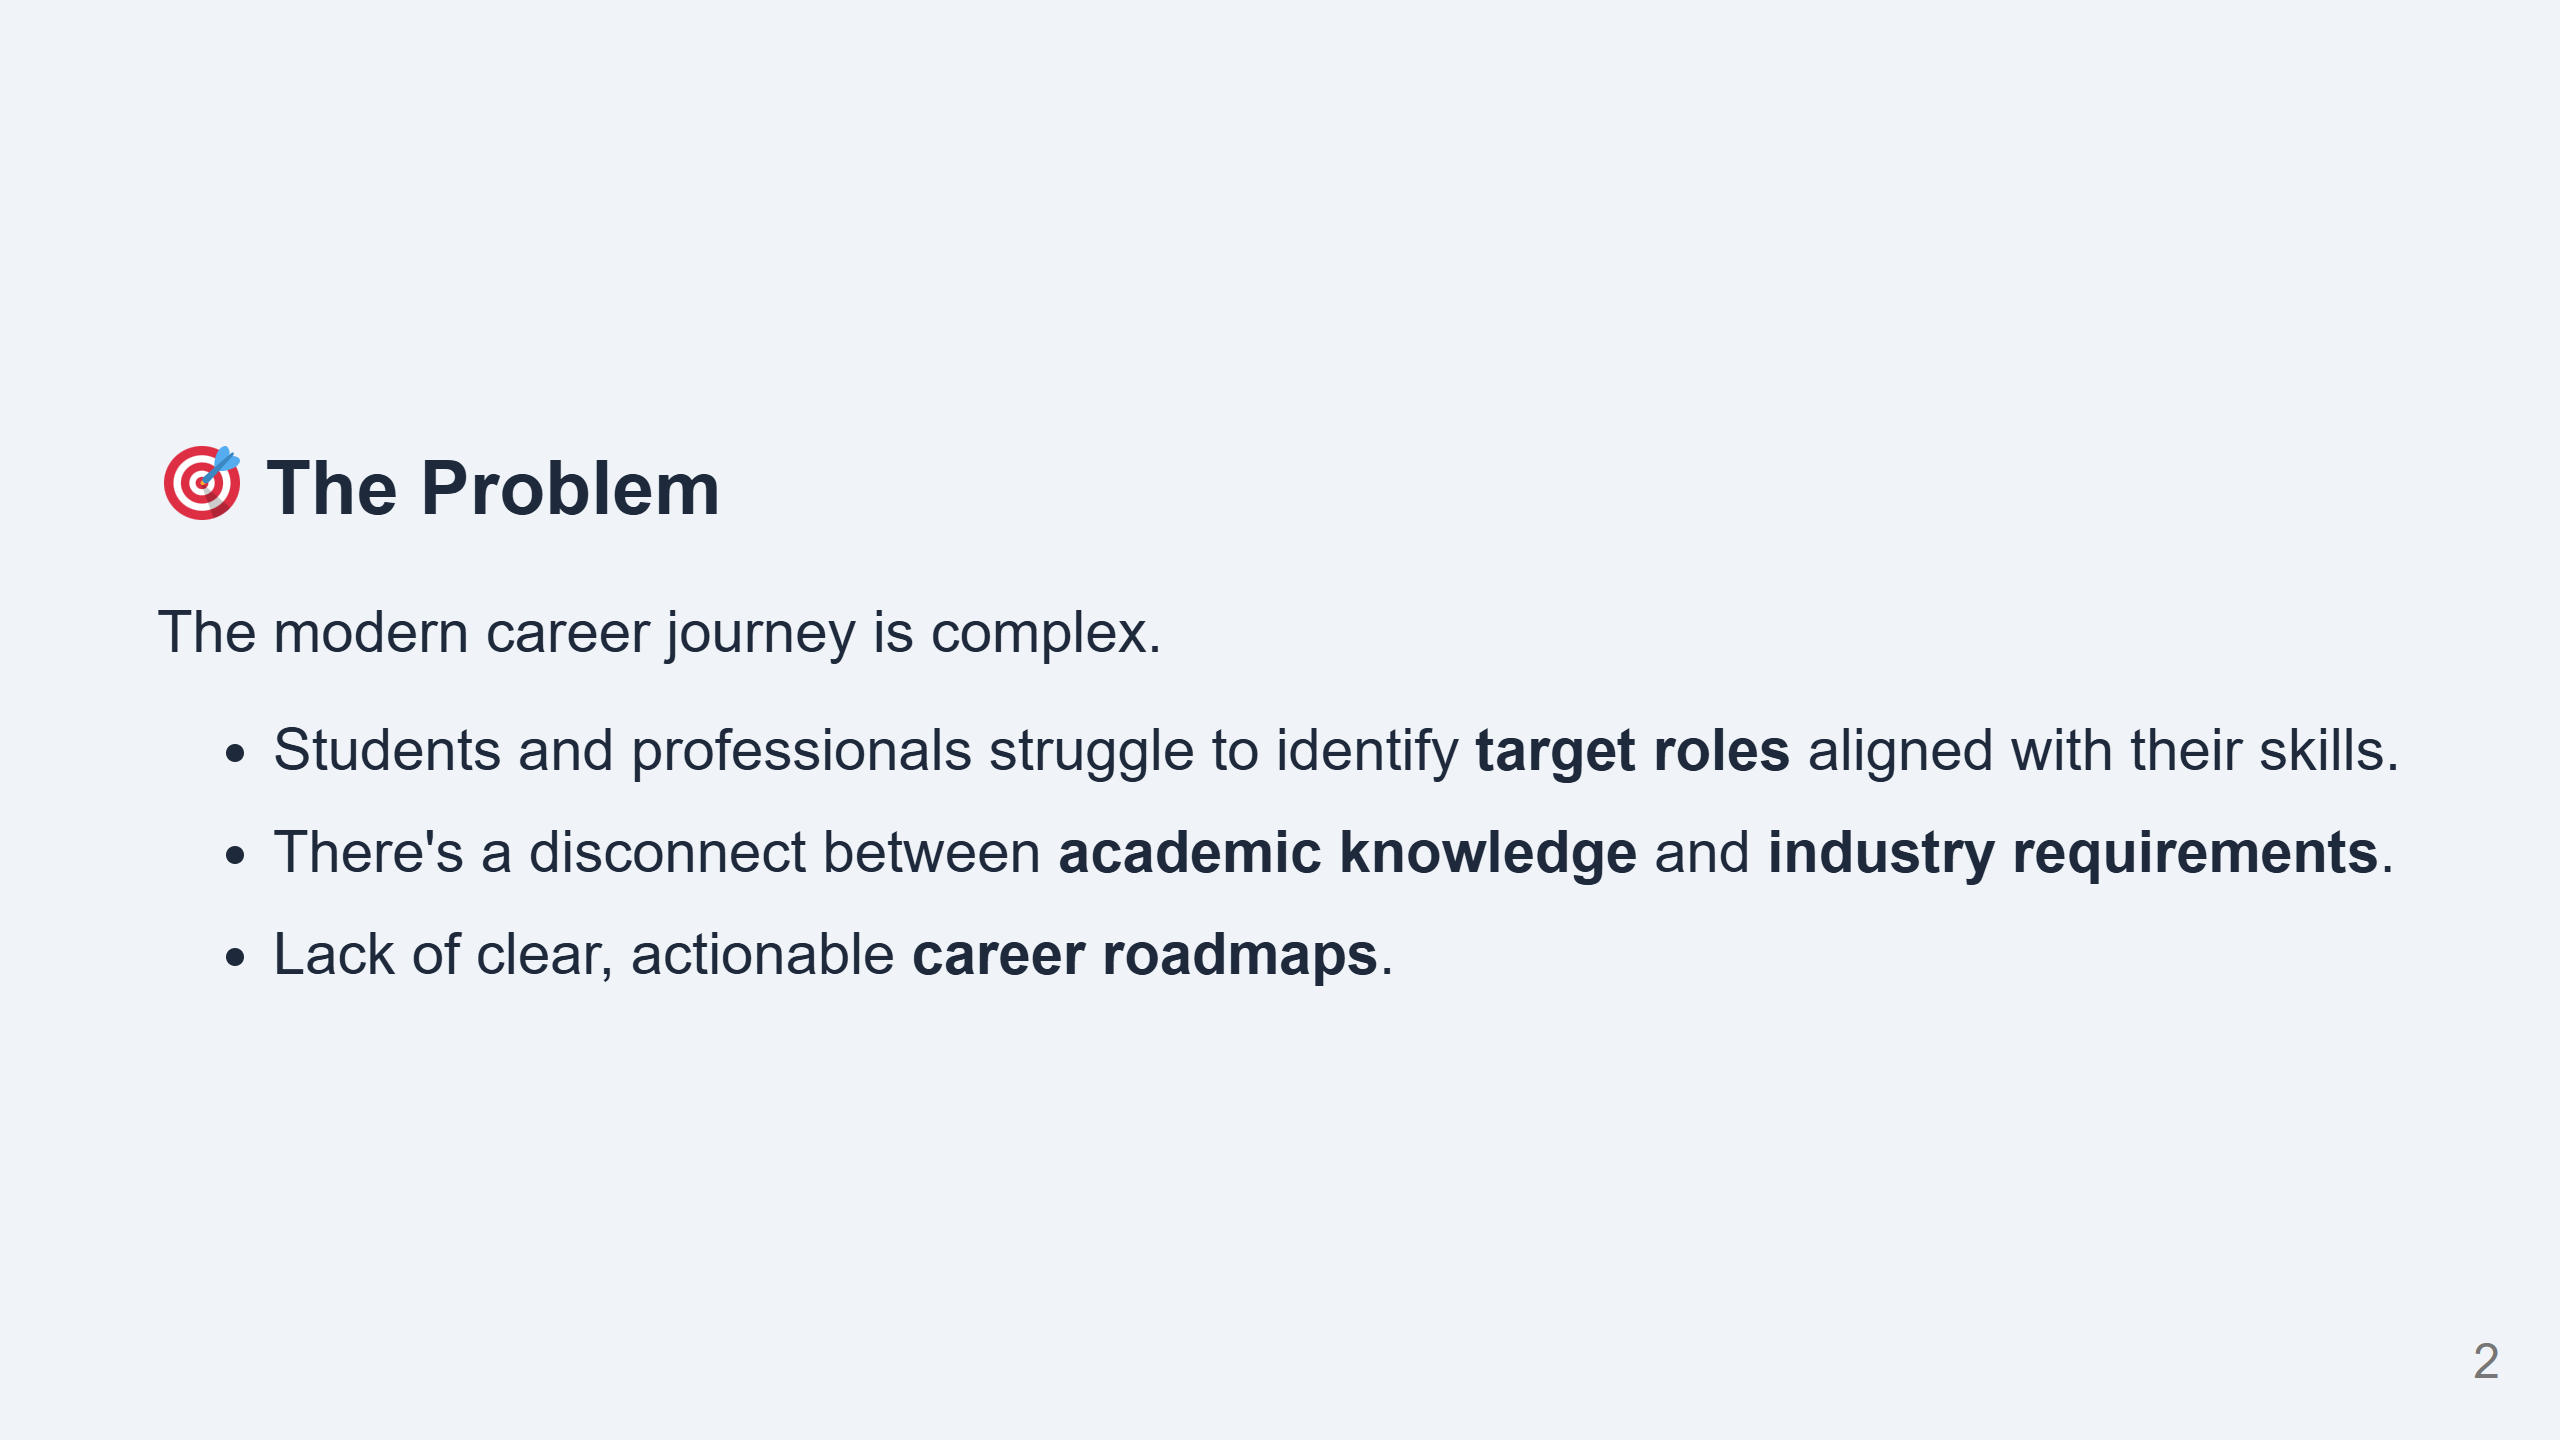 🎯 The Problem
The modern career journey is complex.
• Students and professionals struggle to identify target roles aligned with their skills.
• There's a disconnect between academic knowledge and industry requirements.
• Lack of clear, actionable career roadmaps.
2